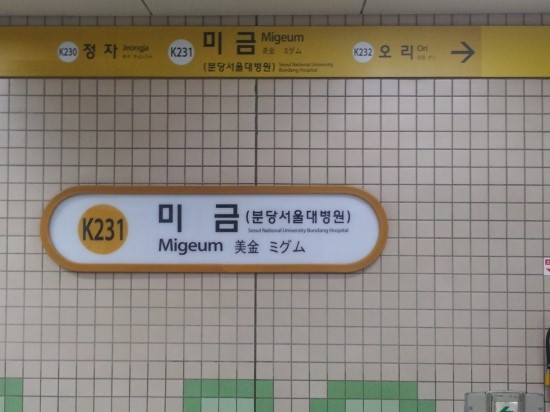 K230 정자 Jeongja
K231 미금 Migeum
美金 ミグム
(분당서울대병원) Seoul National University Bundang Hospital
K232 오리 Ori
K231
미금 (분당서울대병원)
Seoul National University Bundang Hospital
Migeum 美金 ミグム